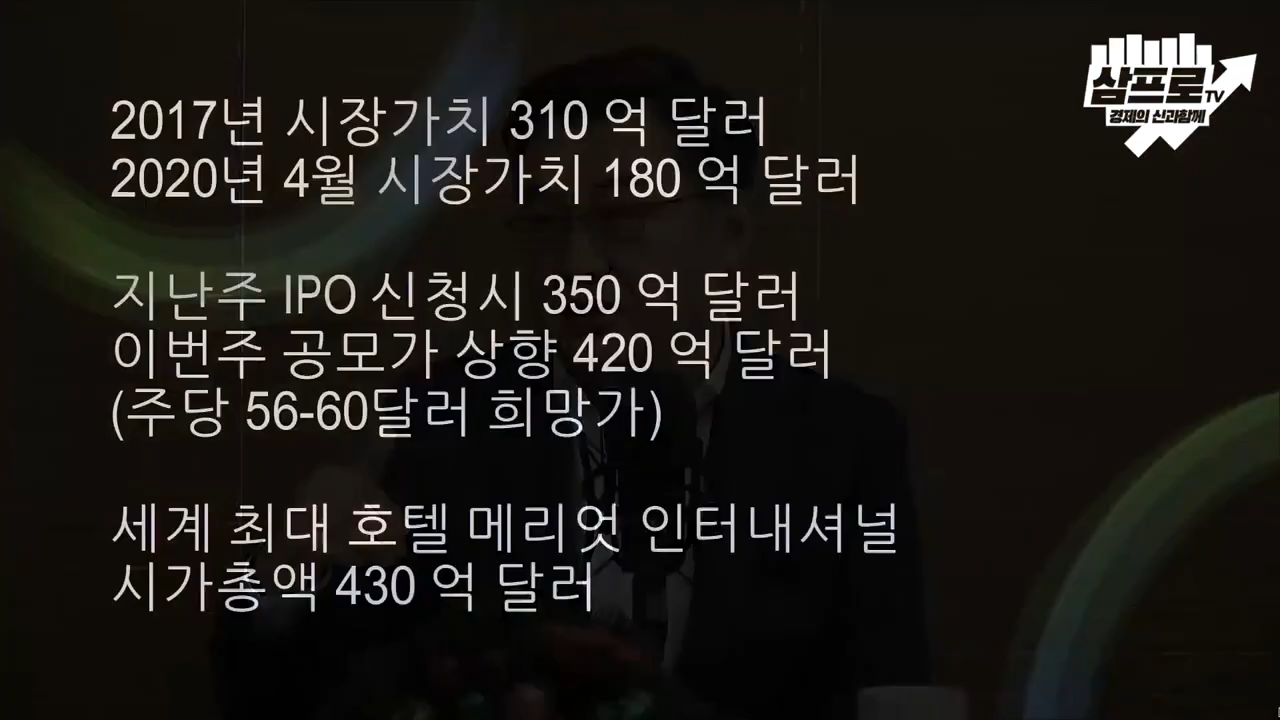 2017년 시장가치 310 억 달러
2020년 4월 시장가치 180 억 달러
지난주 IPO 신청시 350 억 달러
이번주 공모가 상향 420 억 달러
(주당 56-60달러 희망가)
세계 최대 호텔 메리엇 인터내셔널
시가총액 430 억 달러
삼프로TV
경제의 신과함께